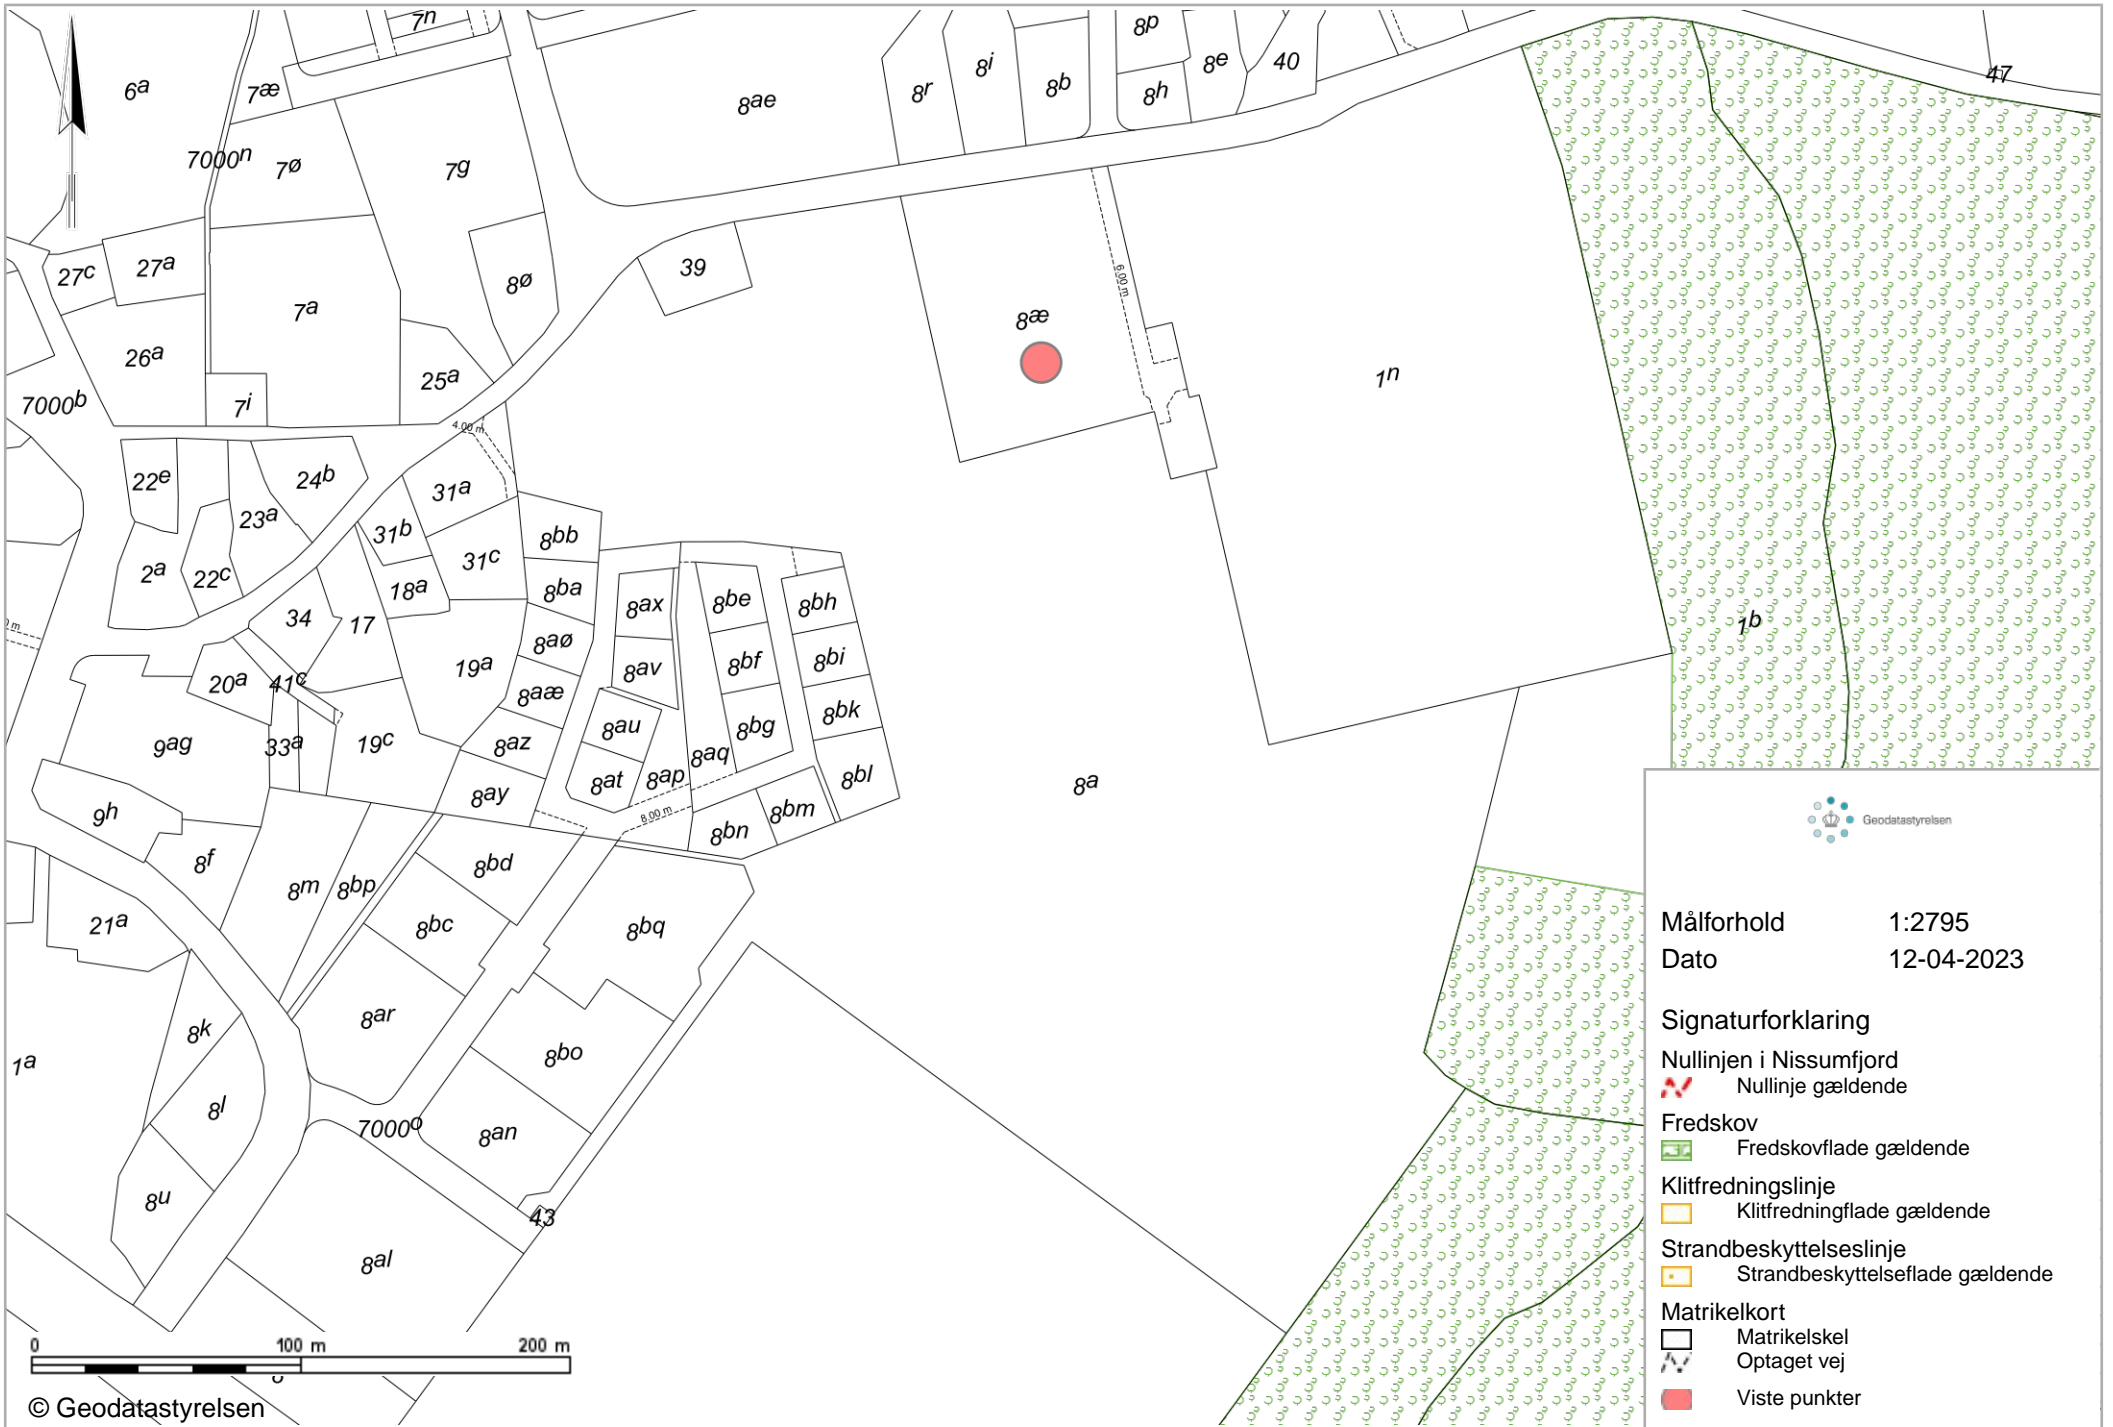 7n
8p
6a
7æ
8ae
8r
8i
8b
8h
8e
40
47
7000n
7ø
7g
27c
27a
7a
8ø
39
6.00 m
8æ
26a
25a
1n
7000b
7i
4.00 m
22e
24b
31a
23a
31b
8bb
2a
22c
18a
31c
8ba
8ax
8be
8bh
34
17
8aø
1b
19a
8av
8bf
8bi
20a
41c
8aæ
8bk
9ag
33a
19c
8az
8au
8bg
8aq
8ap
8at
8bl
8a
8ay
9h
8.00 m
8bn
8bm
8f
8m
8bp
8bd
21a
8bc
8bq
8k
8ar
8bo
1a
8l
7000o
8an
8u
43
8al
Geodatastyrelsen
Målforhold 1:2795
Dato 12-04-2023
Signaturforklaring
Nullinjen i Nissumfjord
Nullinje gældende
Fredskov
Fredskovflade gældende
Klitfredningslinje
Klitfredningflade gældende
Strandbeskyttelseslinje
Strandbeskyttelseflade gældende
Matrikelkort
Matrikelskel
Optaget vej
Viste punkter
0 100 m 200 m
© Geodatastyrelsen